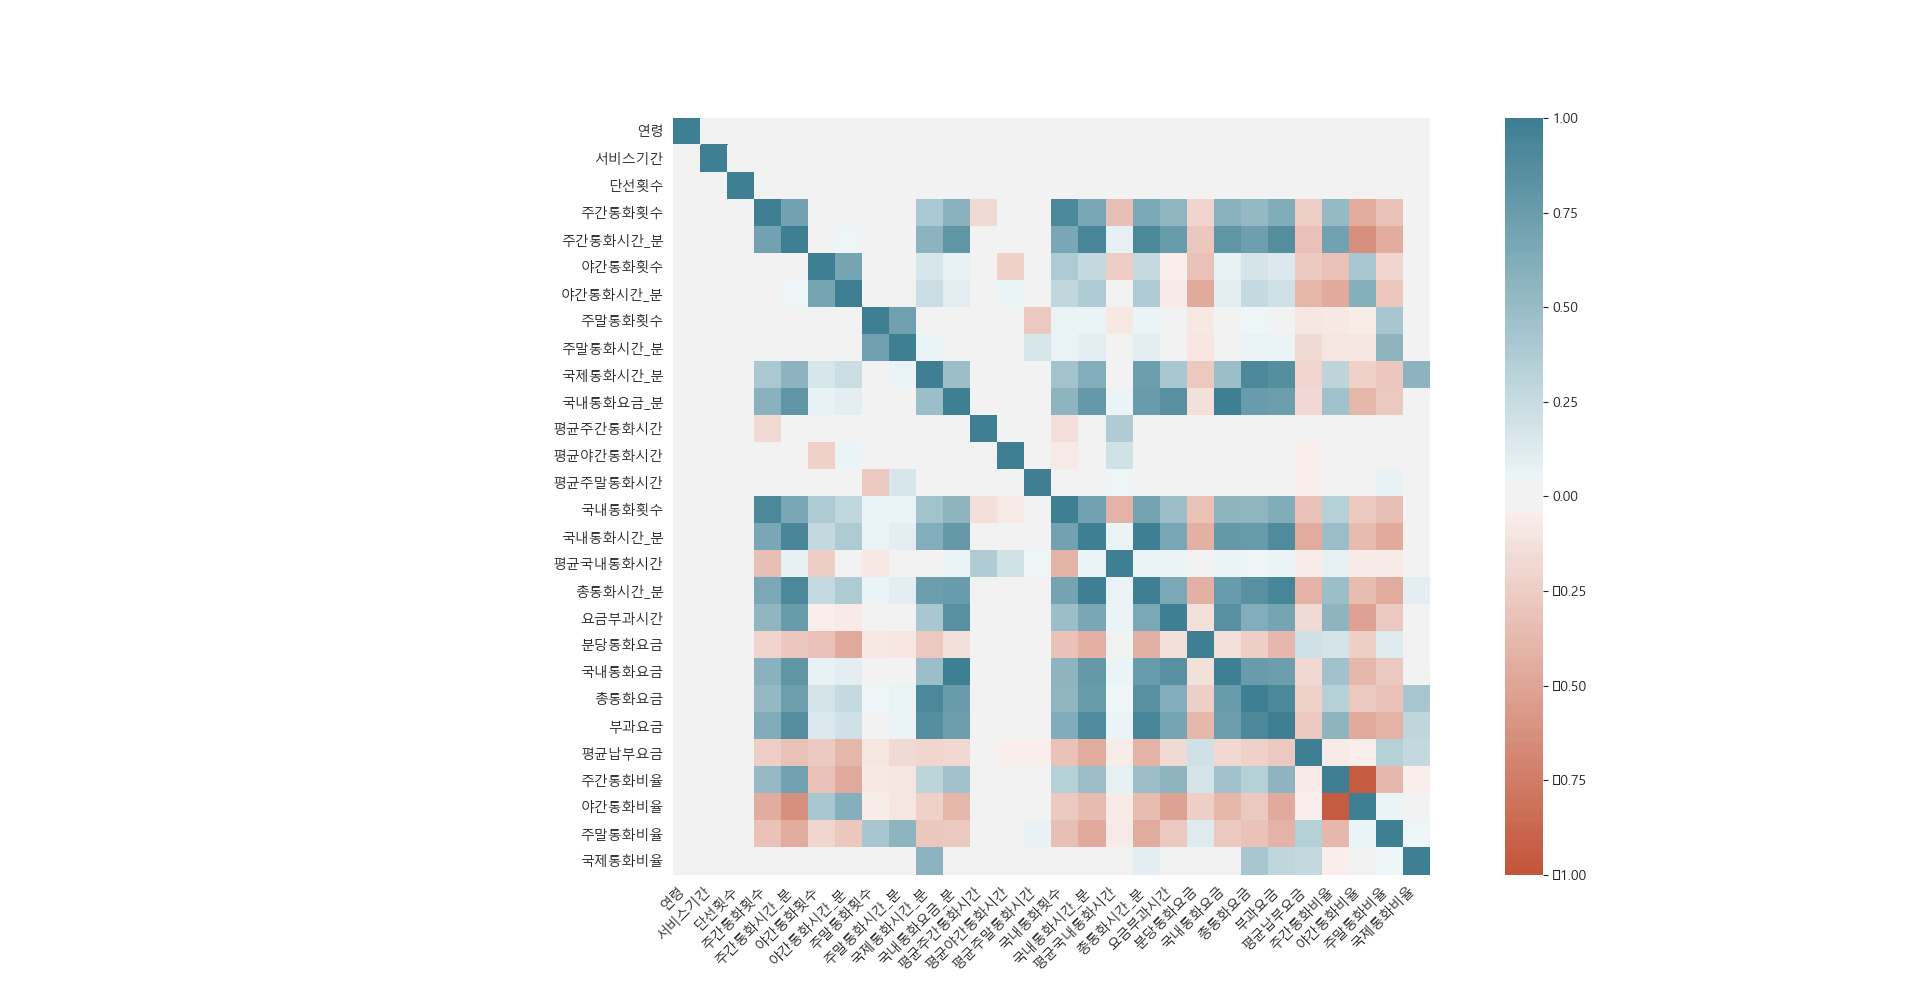 연령
서비스기간
단선횟수
주간통화횟수
주간통화시간_분
야간통화횟수
야간통화시간_분
주말통화횟수
주말통화시간_분
국제통화시간_분
국내통화요금_분
평균주간통화시간
평균야간통화시간
평균주말통화시간
국내통화횟수
국내통화시간_분
평균국내통화시간
총통화시간_분
요금부과시간
분당통화요금
국내통화요금
총통화요금
부과요금
평균납부요금
주간통화비율
야간통화비율
주말통화비율
국제통화비율
연령
서비스기간
단선횟수
주간통화횟수
주간통화시간_분
야간통화횟수
야간통화시간_분
주말통화횟수
주말통화시간_분
국제통화시간_분
국내통화요금_분
평균주간통화시간
평균야간통화시간
평균주말통화시간
국내통화횟수
국내통화시간_분
평균국내통화시간
총통화시간_분
요금부과시간
분당통화요금
국내통화요금
총통화요금
부과요금
평균납부요금
주간통화비율
야간통화비율
주말통화비율
국제통화비율
1.00
0.75
0.50
0.25
0.00
▯0.25
▯0.50
▯0.75
▯1.00